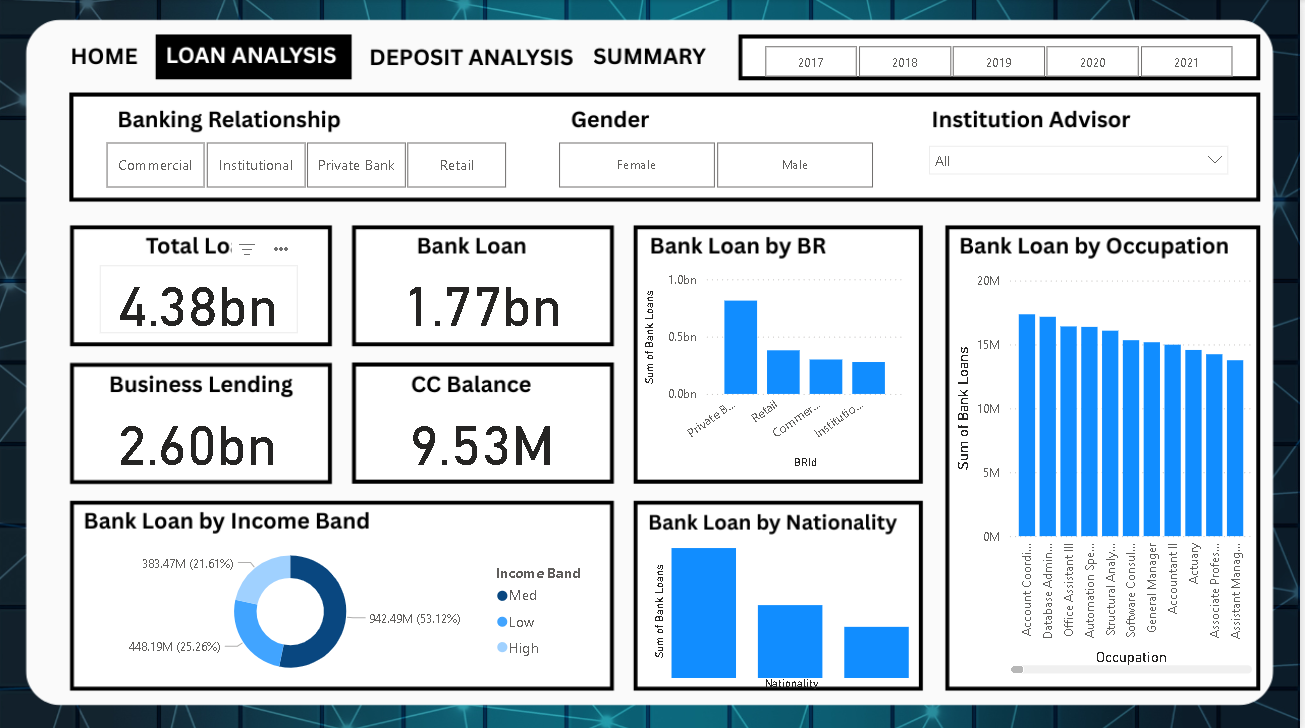 HOME LOAN ANALYSIS DEPOSIT ANALYSIS SUMMARY 2017 2018 2019 2020 2021
Banking Relationship Gender Institution Advisor
Commercial Institutional Private Bank Retail Female Male All
Total Lo
4.38bn
Bank Loan
1.77bn
Business Lending
2.60bn
CC Balance
9.53M
Bank Loan by BR
1.0bn
0.5bn
0.0bn
Sum of Bank Loans
Private B...
Retail
Commer...
Institutio...
BRId
Bank Loan by Occupation
20M
15M
10M
5M
0M
Sum of Bank Loans
Account Coordi...
Database Admin...
Office Assistant III
Automation Spe...
Structural Analy...
Software Consul...
General Manager
Accountant II
Actuary
Associate Profes...
Assistant Manag...
Occupation
Bank Loan by Income Band
383.47M (21.61%)
942.49M (53.12%)
448.19M (25.26%)
Income Band
Med
Low
High
Bank Loan by Nationality
Sum of Bank Loans
Nationality